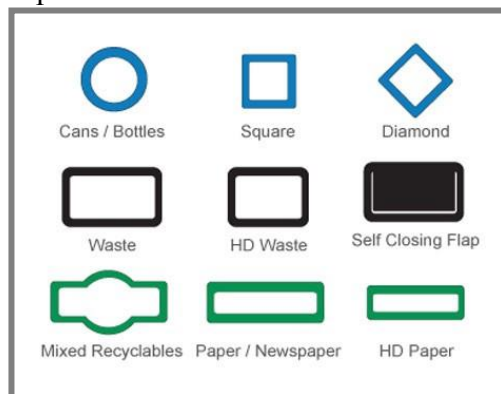 Cans / Bottles Square Diamond
Waste HD Waste Self Closing Flap
Mixed Recyclables Paper / Newspaper HD Paper